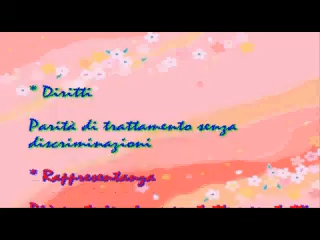 * Diritti
Parità di trattamento senza
discriminazioni
* Rappresentanza